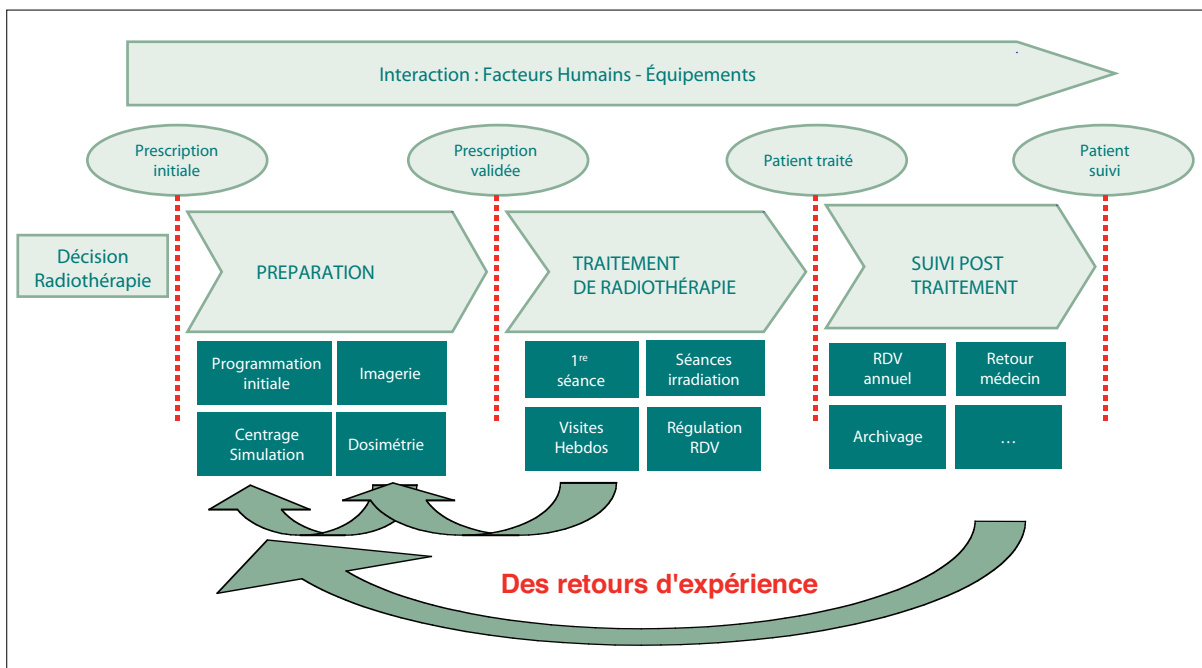 Interaction : Facteurs Humains - Équipements
Prescription
initiale
Prescription
validée
Patient traité
Patient
suivi
Décision
Radiothérapie
PREPARATION
TRAITEMENT
DE RADIOTHÉRAPIE
SUIVI POST
TRAITEMENT
Programmation
initiale
Imagerie
Centrage
Simulation
Dosimétrie
1re
séance
Séances
irradiation
Visites
Hebdos
Régulation
RDV
RDV
annuel
Retour
médecin
Archivage
…
Des retours d'expérience